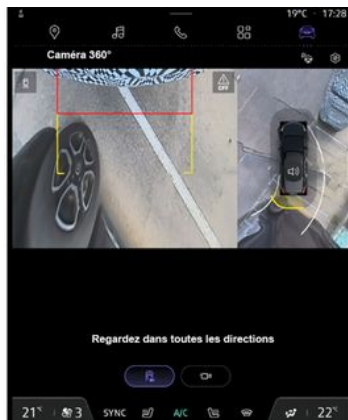 19°C · 17:28
Caméra 360°
OFF
Regardez dans toutes les directions
21° 3 SYNC A/C 22°